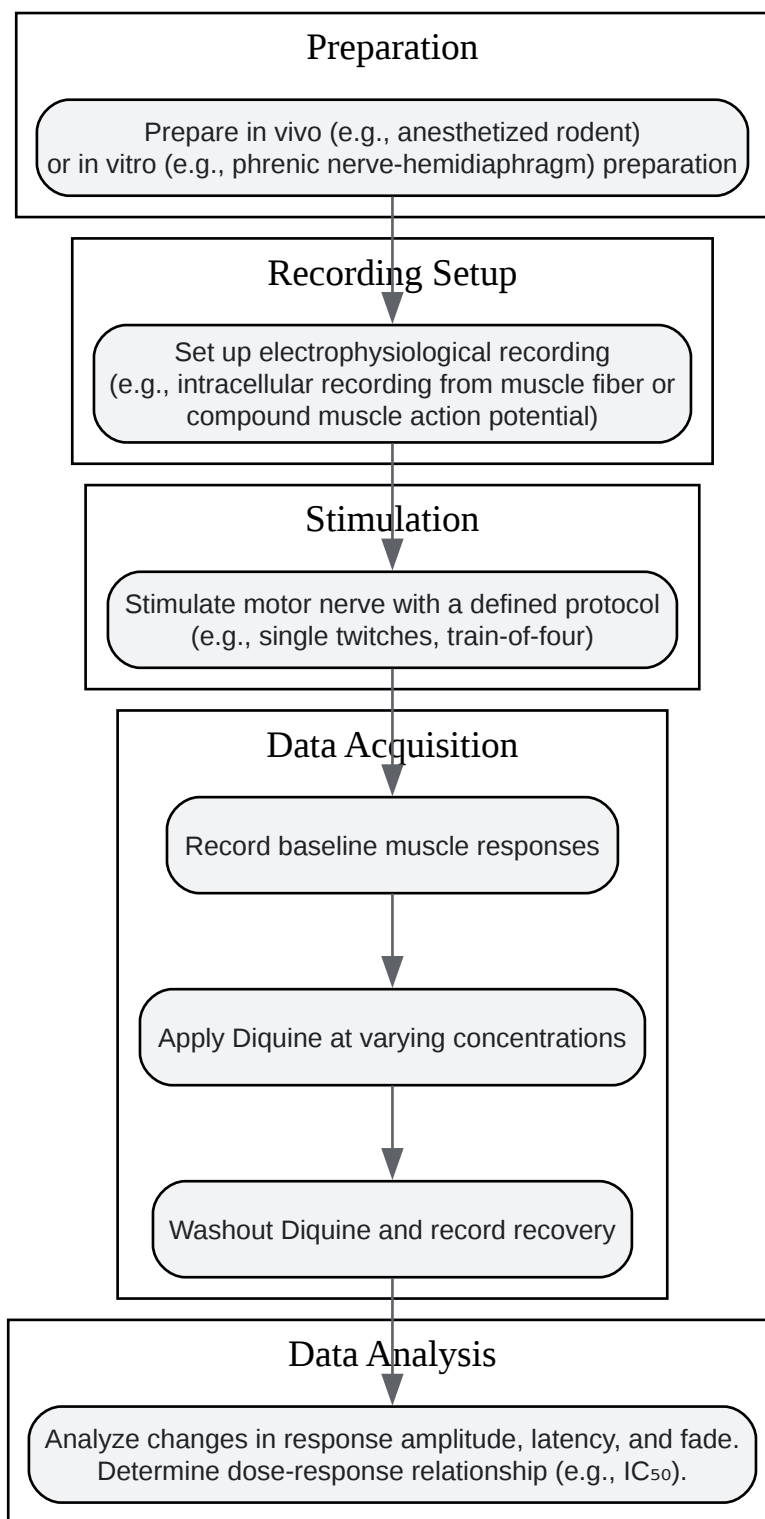 Preparation
Prepare in vivo (e.g., anesthetized rodent)
or in vitro (e.g., phrenic nerve-hemidiaphragm) preparation
Recording Setup
Set up electrophysiological recording
(e.g., intracellular recording from muscle fiber or
compound muscle action potential)
Stimulation
Stimulate motor nerve with a defined protocol
(e.g., single twitches, train-of-four)
Data Acquisition
Record baseline muscle responses
Apply Diquine at varying concentrations
Washout Diquine and record recovery
Data Analysis
Analyze changes in response amplitude, latency, and fade.
Determine dose-response relationship (e.g., IC₅₀).